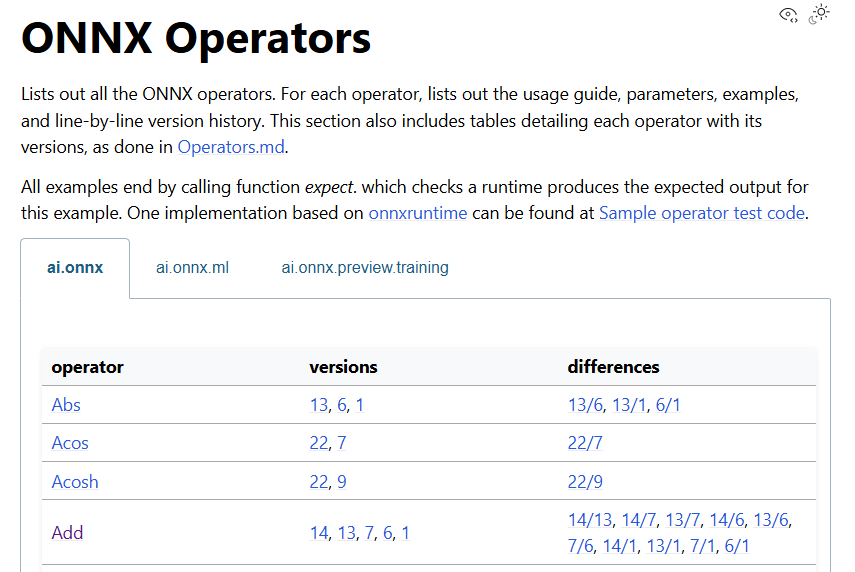 ONNX Operators
Lists out all the ONNX operators. For each operator, lists out the usage guide, parameters, examples,
and line-by-line version history. This section also includes tables detailing each operator with its
versions, as done in Operators.md.
All examples end by calling function expect. which checks a runtime produces the expected output for
this example. One implementation based on onnxruntime can be found at Sample operator test code.
ai.onnx ai.onnx.ml ai.onnx.preview.training
operator versions differences
Abs 13, 6, 1 13/6, 13/1, 6/1
Acos 22, 7 22/7
Acosh 22, 9 22/9
Add 14, 13, 7, 6, 1 14/13, 14/7, 13/7, 14/6, 13/6,
7/6, 14/1, 13/1, 7/1, 6/1